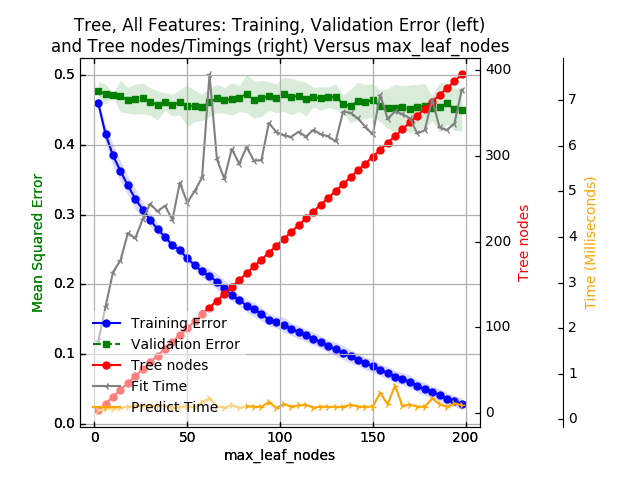 Tree, All Features: Training, Validation Error (left)
and Tree nodes/Timings (right) Versus max_leaf_nodes
Mean Squared Error
0.5
0.4
0.3
0.2
0.1
0.0
Training Error
Validation Error
Tree nodes
Fit Time
Predict Time
0
50
100
150
200
max_leaf_nodes
400
300
200
100
0
Tree nodes
7
6
5
4
3
2
1
0
Time (Milliseconds)